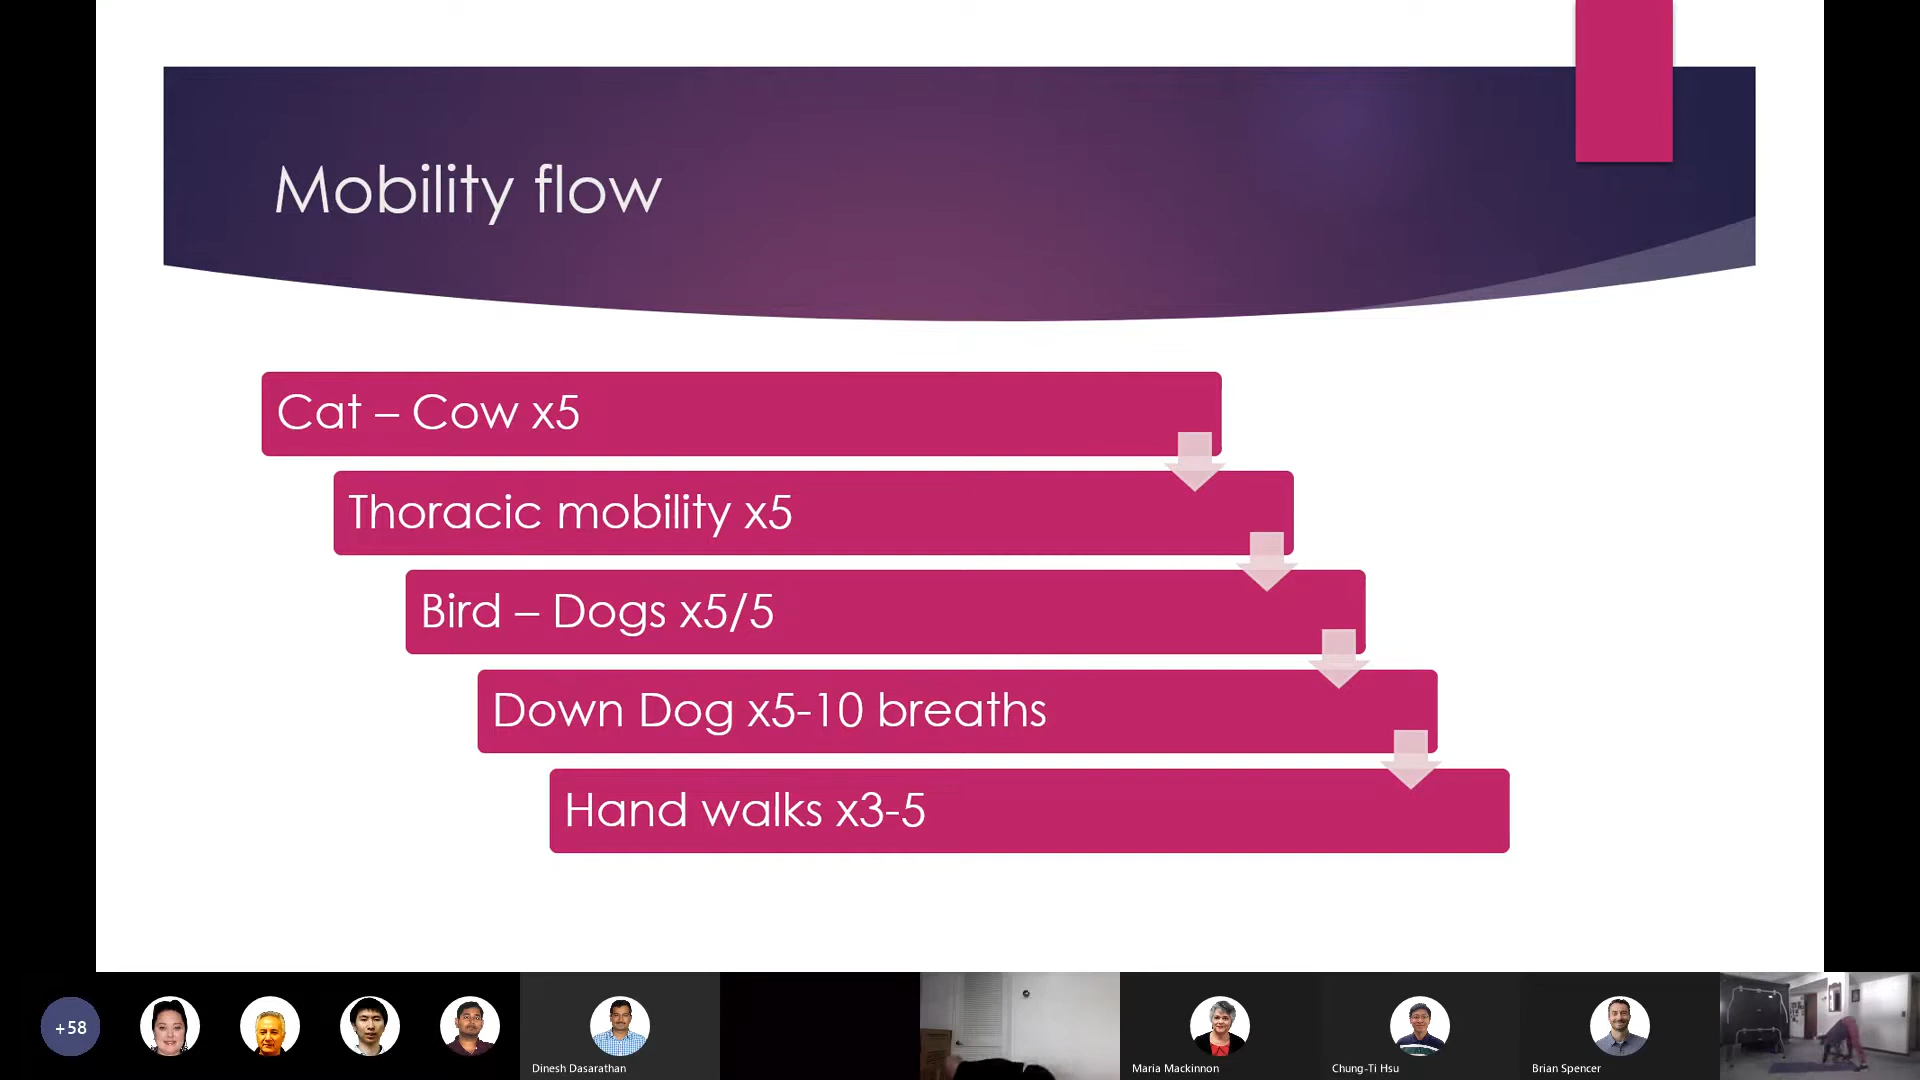 Mobility flow
Cat – Cow x5
Thoracic mobility x5
Bird – Dogs x5/5
Down Dog x5-10 breaths
Hand walks x3-5
+58
Dinesh Dasarathan
Maria Mackinnon
Chung-Ti Hsu
Brian Spencer